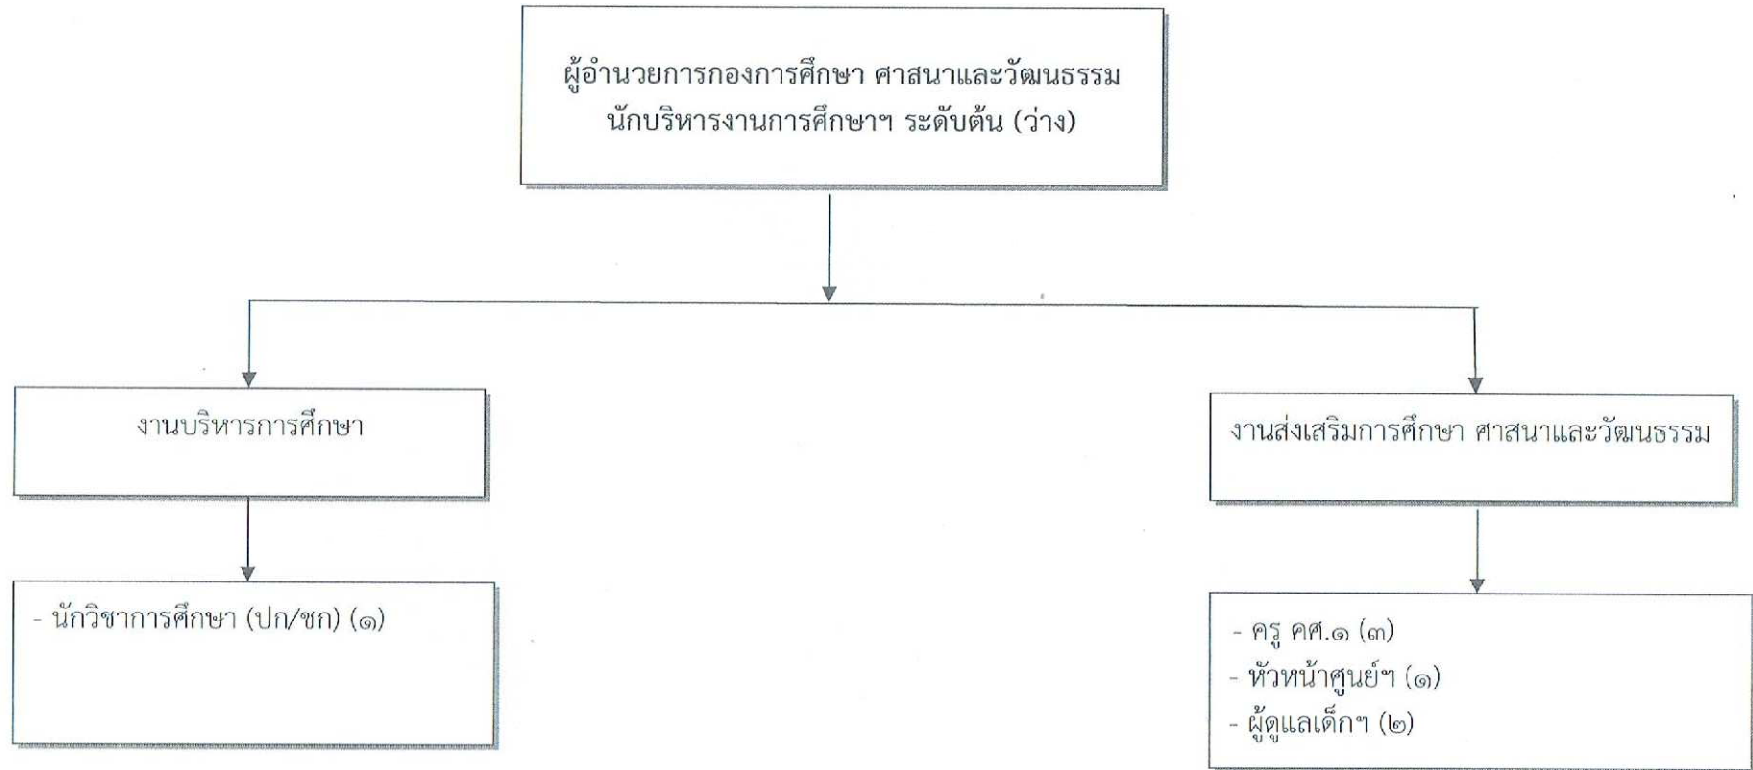 ผู้อำนวยการกองการศึกษา ศาสนาและวัฒนธรรม
นักบริหารงานการศึกษาฯ ระดับต้น (ว่าง)
งานบริหารการศึกษา
งานส่งเสริมการศึกษา ศาสนาและวัฒนธรรม
- นักวิชาการศึกษา (ปก/ชก) (๑)
- ครู คศ.๑ (๓)
- หัวหน้าศูนย์ฯ (๑)
- ผู้ดูแลเด็กฯ (๒)